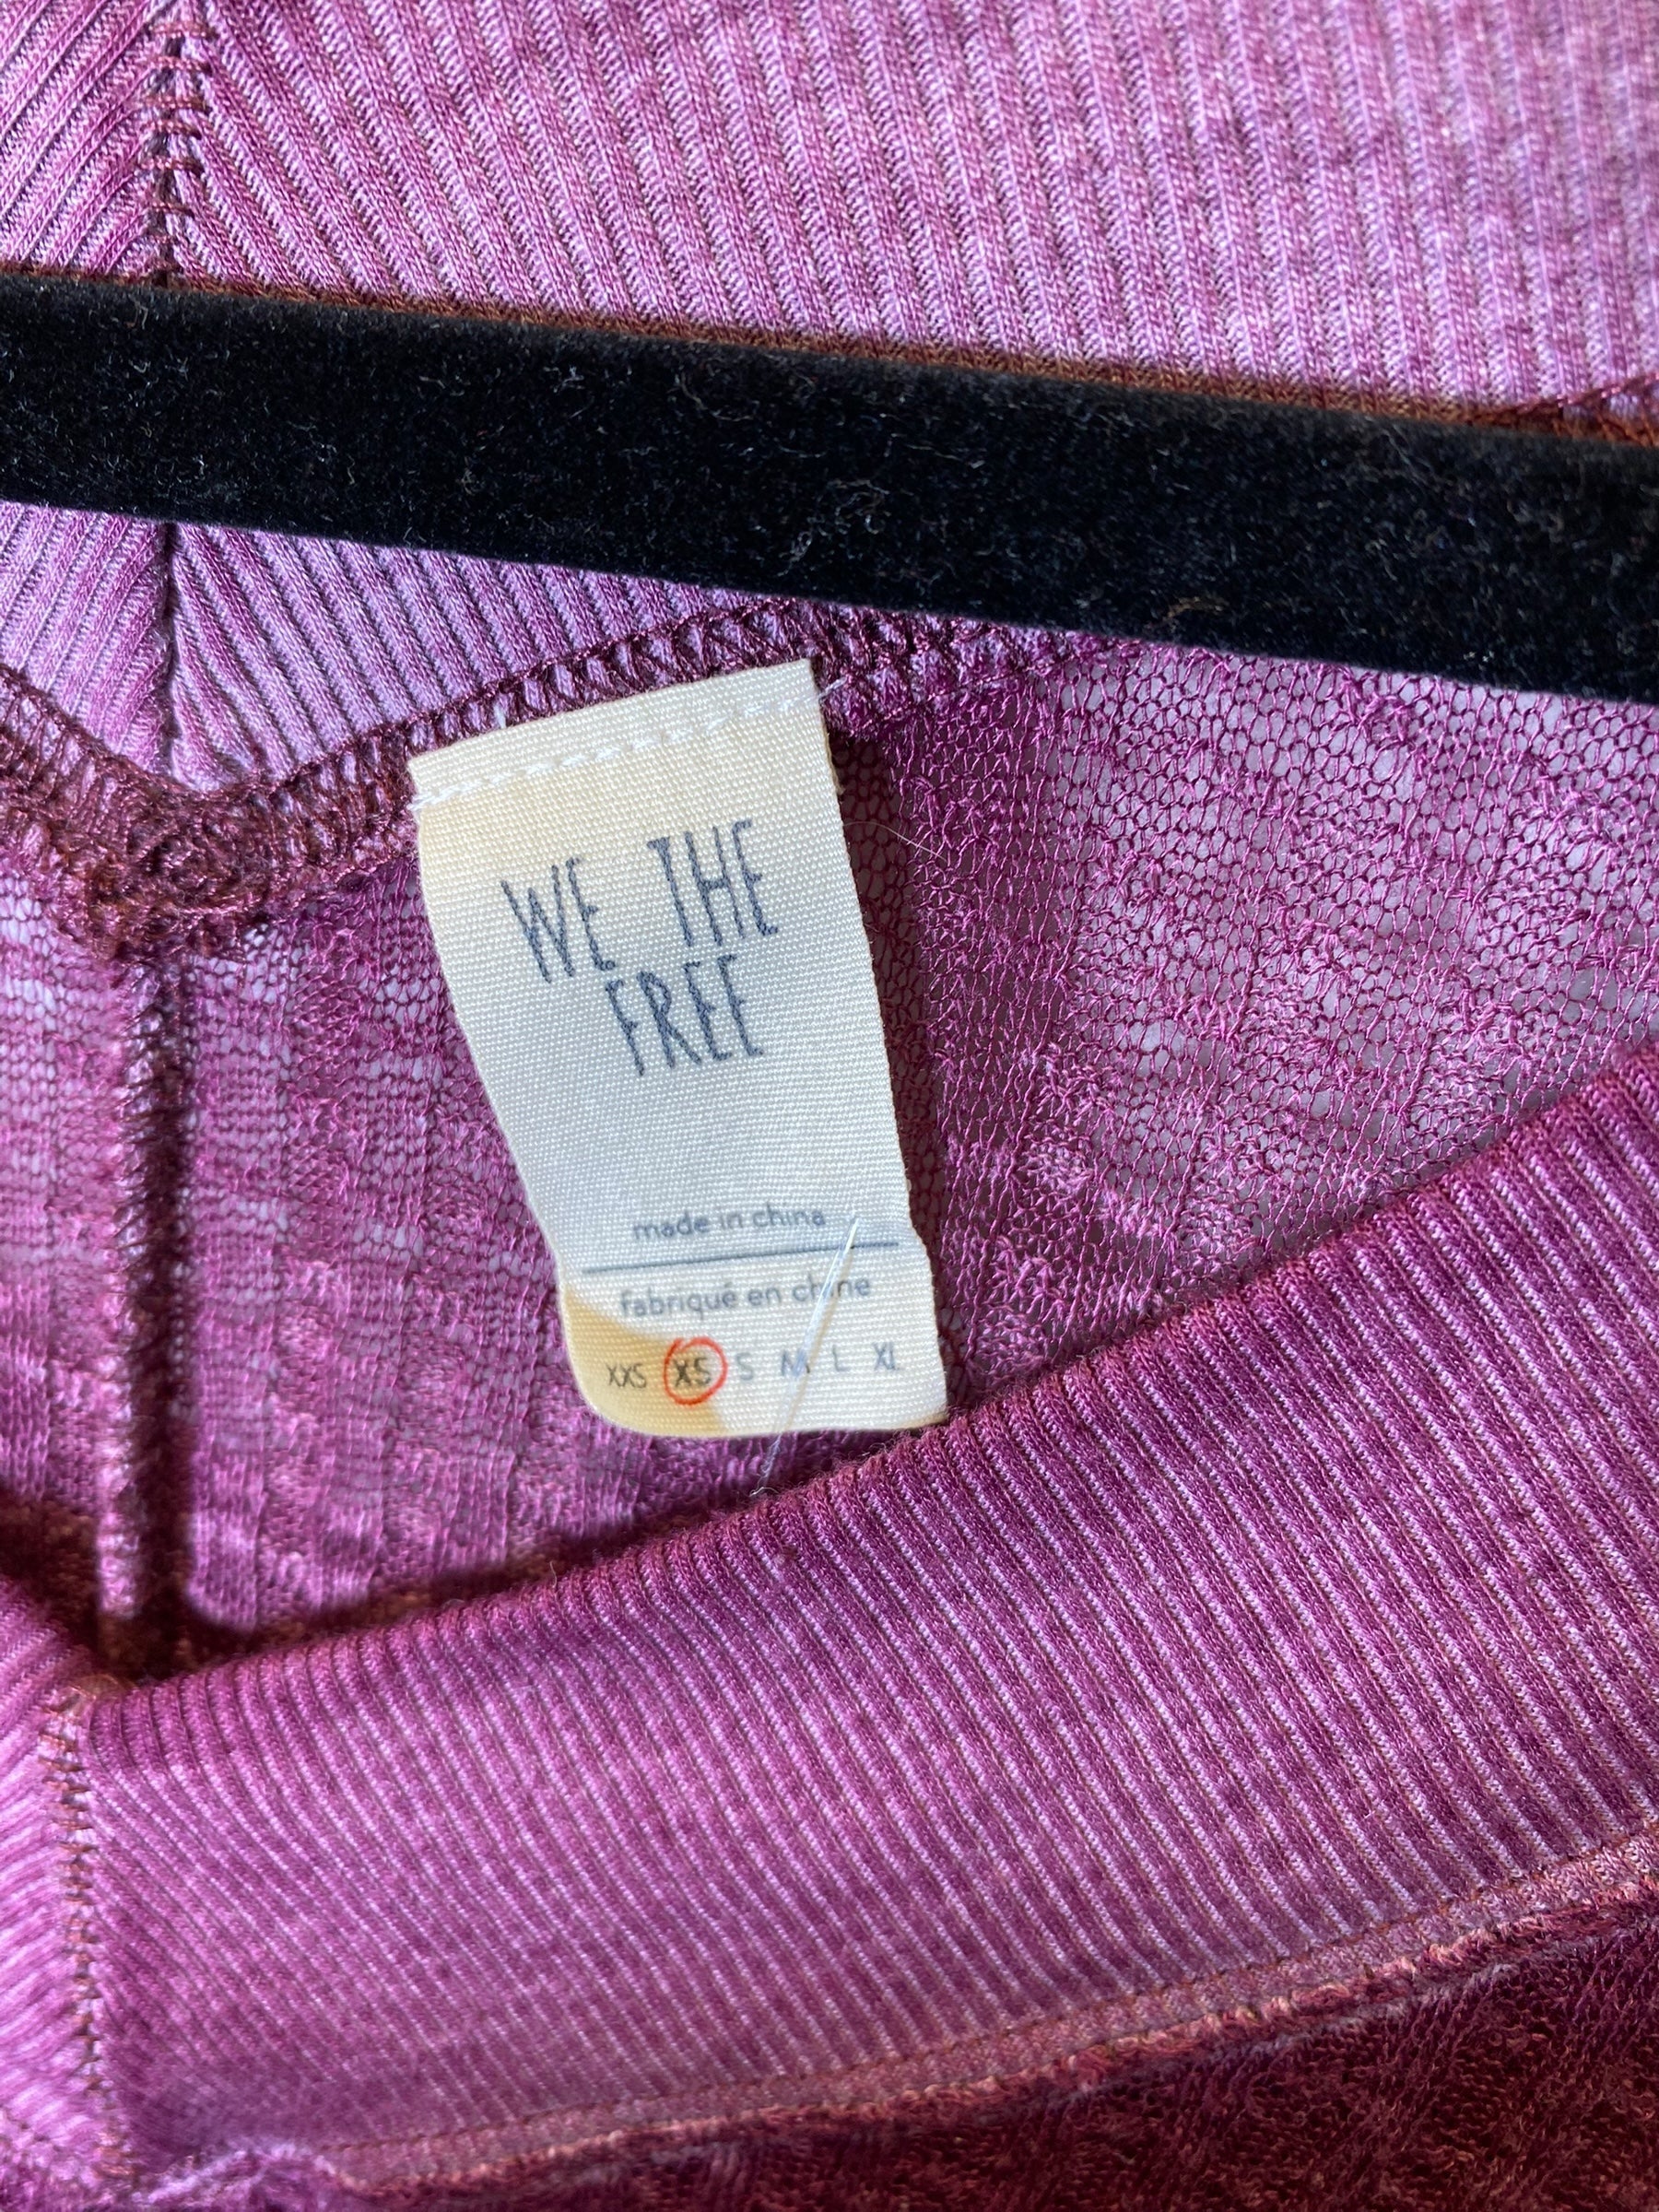 WE THE
FREE
made in china
fabriqué en chine
XXS XS S M L XL